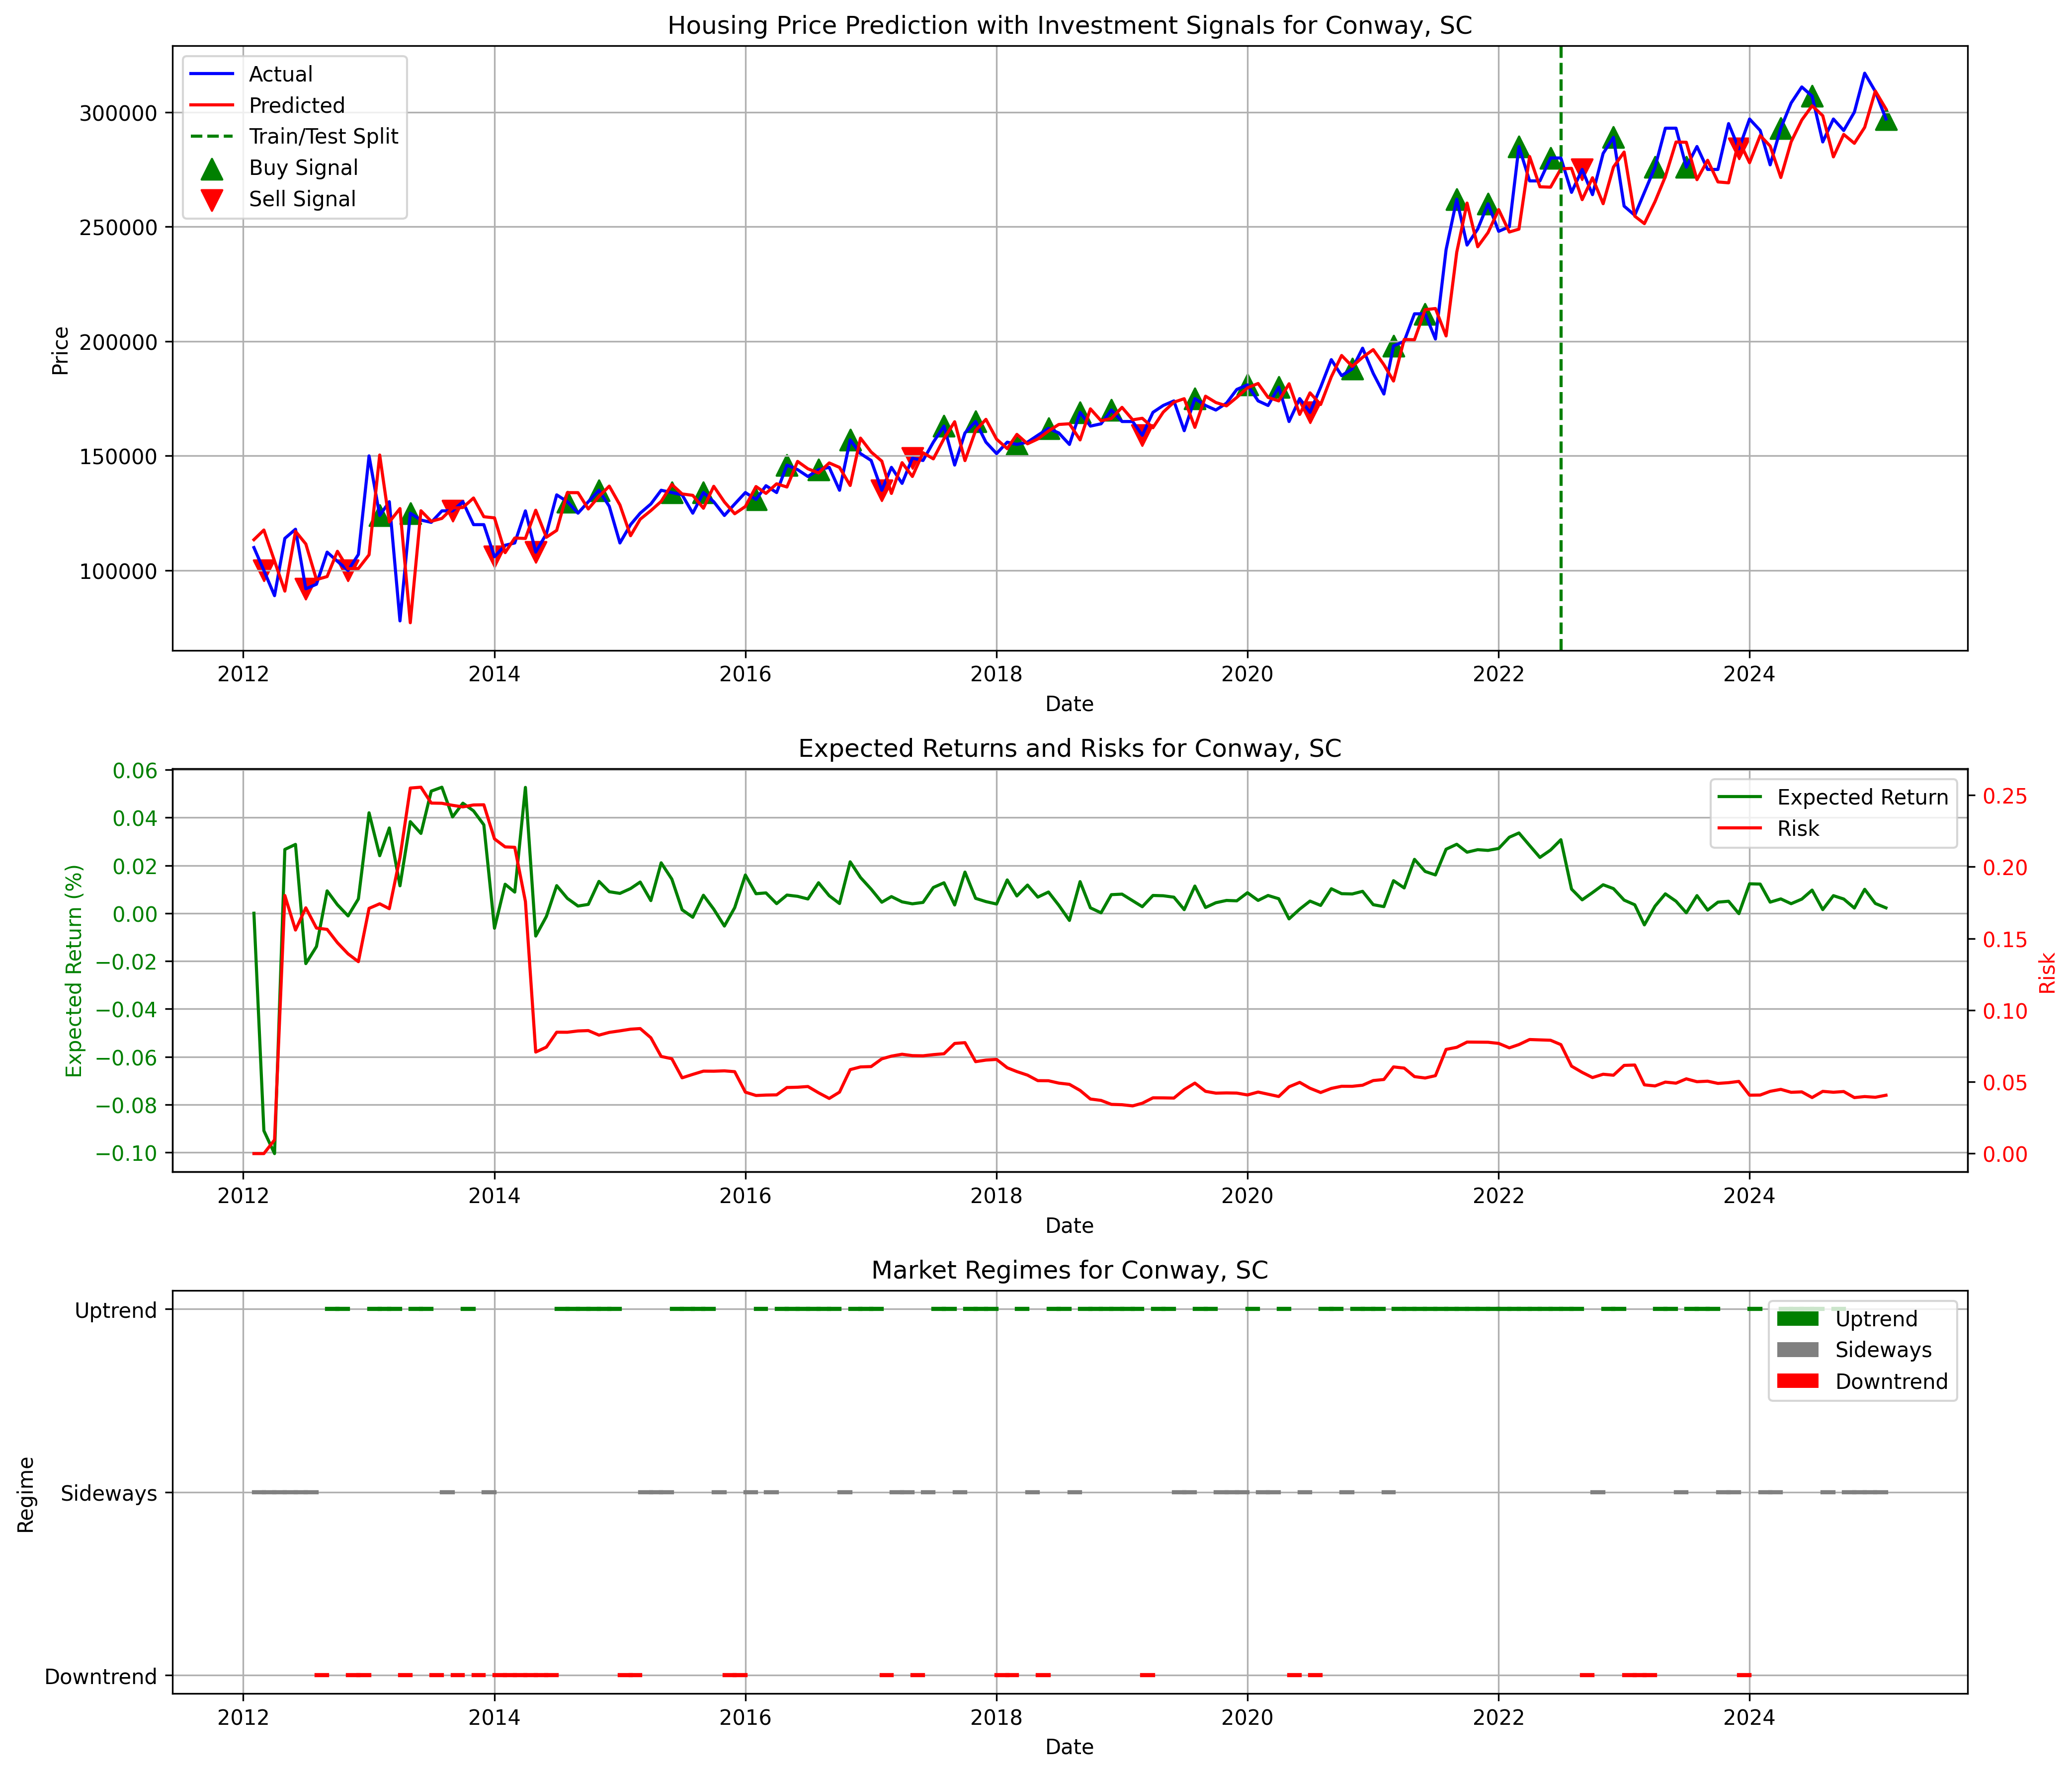 Housing Price Prediction with Investment Signals for Conway, SC
Actual
Predicted
Train/Test Split
Buy Signal
Sell Signal
300000
250000
200000
150000
100000
Price
2012 2014 2016 2018 2020 2022 2024
Date
Expected Returns and Risks for Conway, SC
Expected Return
Risk
0.06
0.04
0.02
0.00
−0.02
−0.04
−0.06
−0.08
−0.10
Expected Return (%)
0.25
0.20
0.15
0.10
0.05
0.00
Risk
2012 2014 2016 2018 2020 2022 2024
Date
Market Regimes for Conway, SC
Uptrend
Sideways
Downtrend
Uptrend
Sideways
Downtrend
Regime
2012 2014 2016 2018 2020 2022 2024
Date